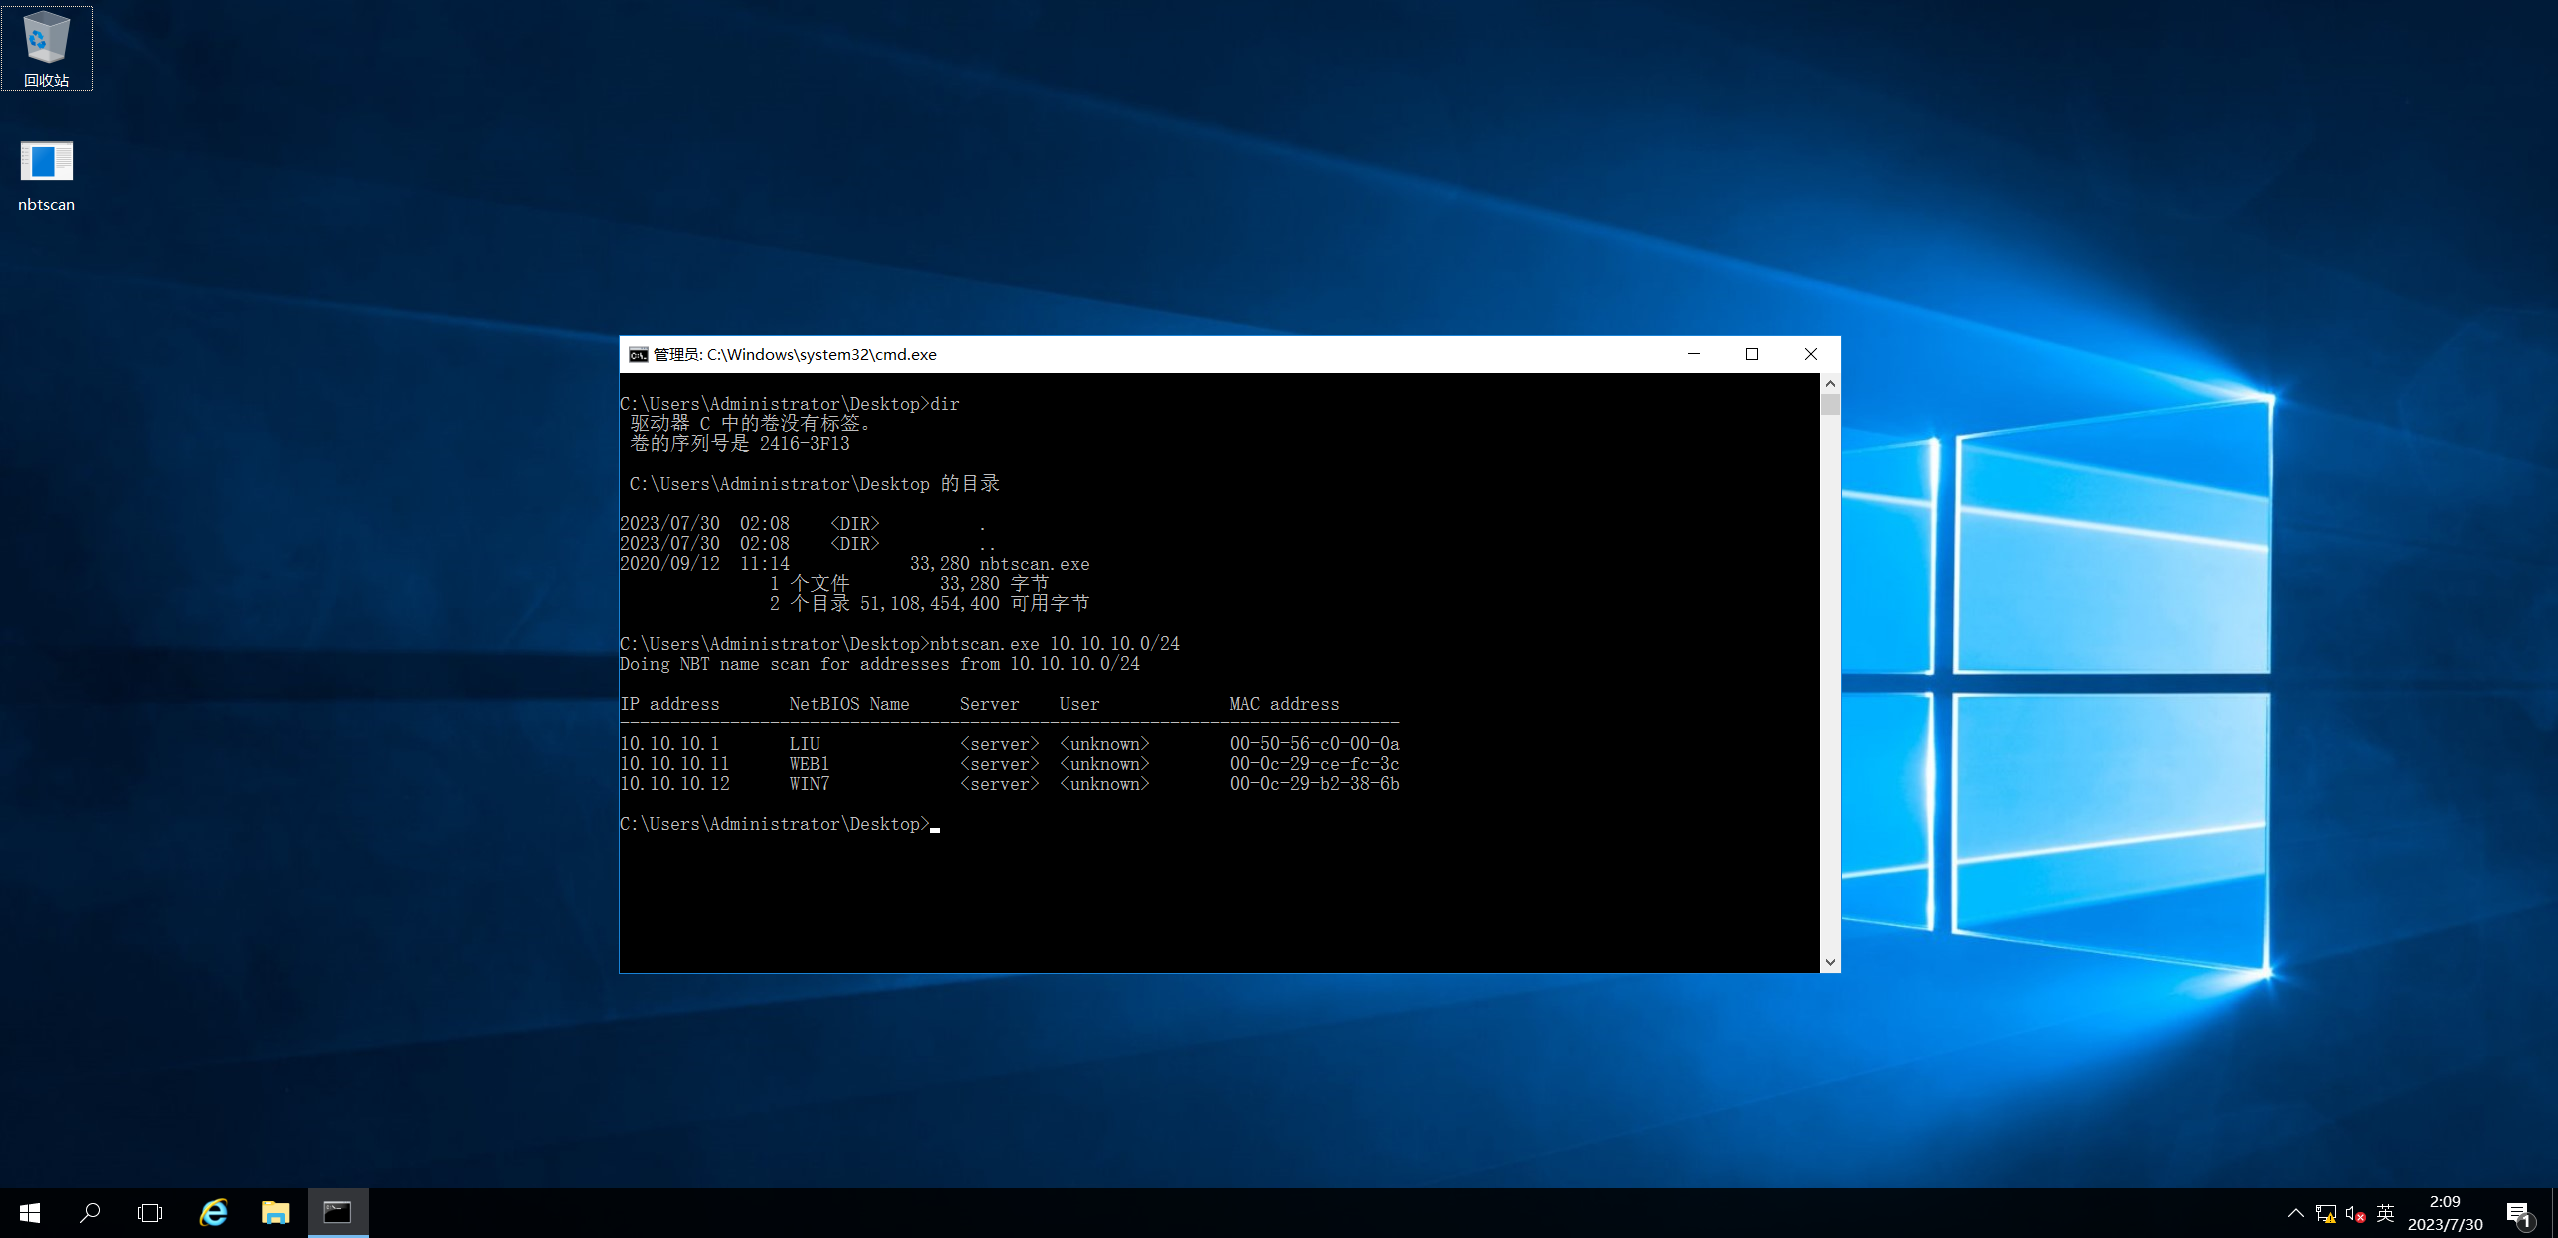 回收站
nbtscan
管理员: C:\Windows\system32\cmd.exe
C:\Users\Administrator\Desktop>dir
驱动器 C 中的卷没有标签。
卷的序列号是 2416-3F13
C:\Users\Administrator\Desktop 的目录
2023/07/30  02:08    <DIR>          .
2023/07/30  02:08    <DIR>          ..
2020/09/12  11:14            33,280 nbtscan.exe
1 个文件         33,280 字节
2 个目录 51,108,454,400 可用字节
C:\Users\Administrator\Desktop>nbtscan.exe 10.10.10.0/24
Doing NBT name scan for addresses from 10.10.10.0/24
IP address       NetBIOS Name     Server    User             MAC address
------------------------------------------------------------------------------
10.10.10.1       LIU              <server>  <unknown>        00-50-56-c0-00-0a
10.10.10.11      WEB1             <server>  <unknown>        00-0c-29-ce-fc-3c
10.10.10.12      WIN7             <server>  <unknown>        00-0c-29-b2-38-6b
C:\Users\Administrator\Desktop>
英
2:09
2023/7/30
1